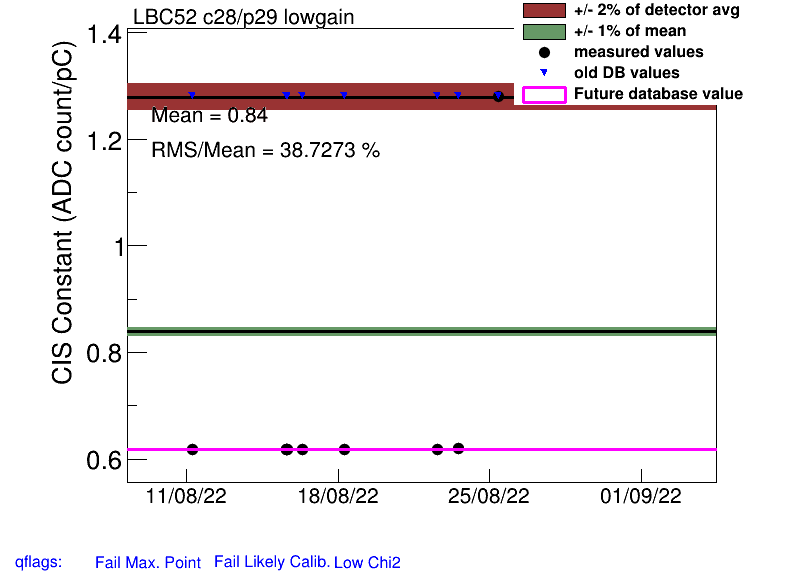 LBC52 c28/p29 lowgain
+/- 2% of detector avg
+/- 1% of mean
measured values
old DB values
Future database value
Mean = 0.84
RMS/Mean = 38.7273 %
CIS Constant (ADC count/pC)
1.4
1.2
1
0.8
0.6
11/08/22 18/08/22 25/08/22 01/09/22
qflags: Fail Max. Point Fail Likely Calib. Low Chi2